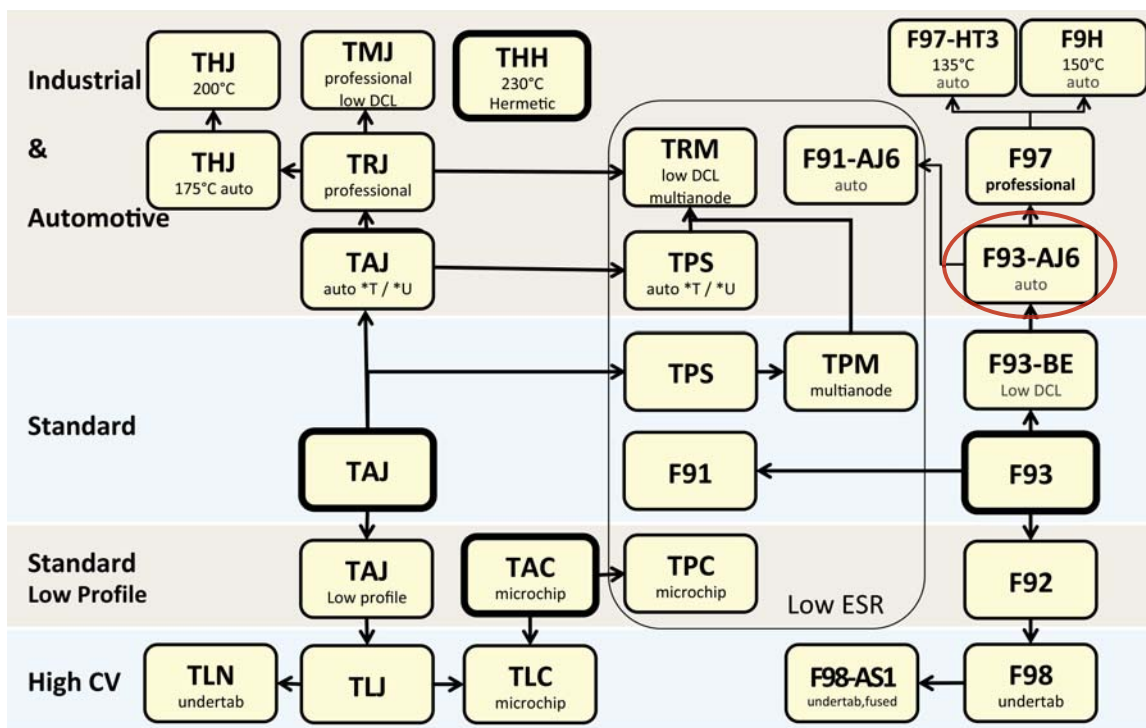 Industrial
&
Automotive
THJ
200°C
TMJ
professional
low DCL
THH
230°C
Hermetic
F97-HT3
135°C
auto
F9H
150°C
auto
THJ
175°C auto
TRJ
professional
TRM
low DCL
multianode
F91-AJ6
auto
F97
professional
TAJ
auto *T / *U
TPS
auto *T / *U
F93-AJ6
auto
Standard
TPS
TPM
multianode
F93-BE
Low DCL
TAJ
F91
F93
Standard
Low Profile
TAJ
Low profile
TAC
microchip
TPC
microchip
Low ESR
F92
High CV
TLN
undertab
TLJ
TLC
microchip
F98-AS1
undertab,fused
F98
undertab